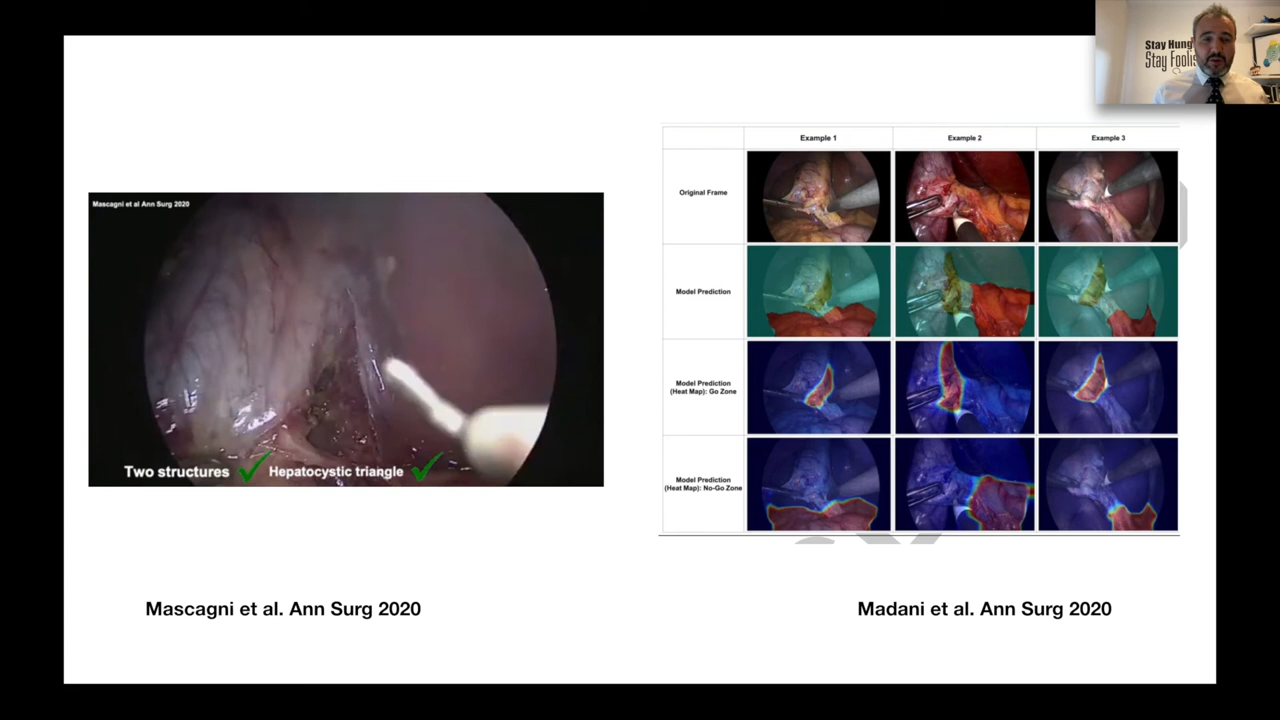 Stay Hung
Stay Foolis
Example 1
Example 2
Example 3
Original Frame
Model Prediction
Model Prediction
(Heat Map): Go Zone
Model Prediction
(Heat Map): No-Go Zone
Mascagni et al Ann Surg 2020
Two structures
Hepatocystic triangle
Mascagni et al. Ann Surg 2020
Madani et al. Ann Surg 2020